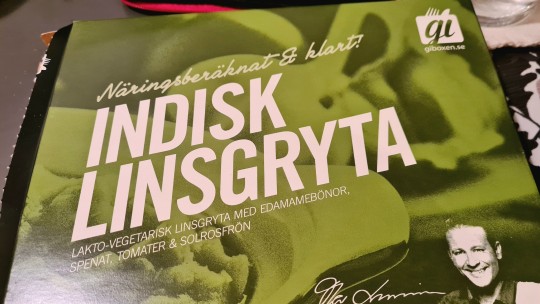 gi
giboxen.se
Näringsberäknat & klart!
INDISK
LINSGRYTA
LAKTO-VEGETARISK LINSGRYTA MED EDAMAMEBÖNOR,
SPENAT, TOMATER & SOLROSFRÖN